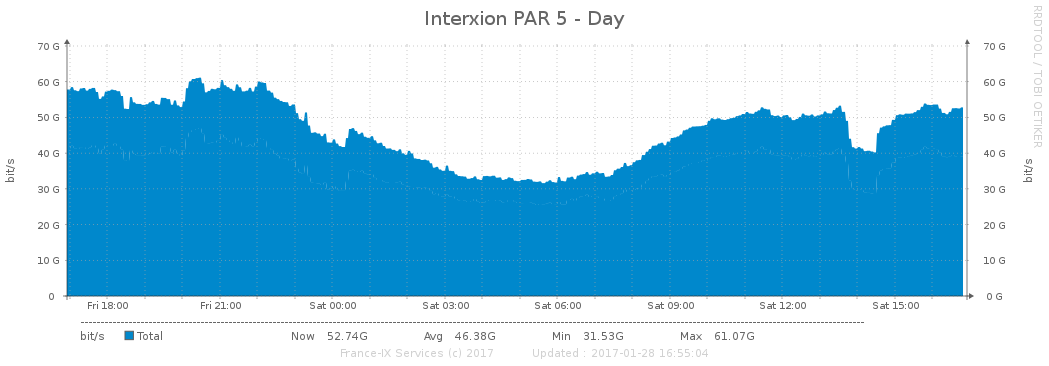 Interxion PAR 5 - Day
RRDTOOL / TOBI OETIKER
70 G 70 G
60 G 60 G
50 G 50 G
40 G 40 G
30 G 30 G
20 G 20 G
10 G 10 G
0 0 G
bit/s bit/s
Fri 18:00 Fri 21:00 Sat 00:00 Sat 03:00 Sat 06:00 Sat 09:00 Sat 12:00 Sat 15:00
bit/s Total Now 52.74G Avg 46.38G Min 31.53G Max 61.07G
France-IX Services (c) 2017 Updated : 2017-01-28 16:55:04